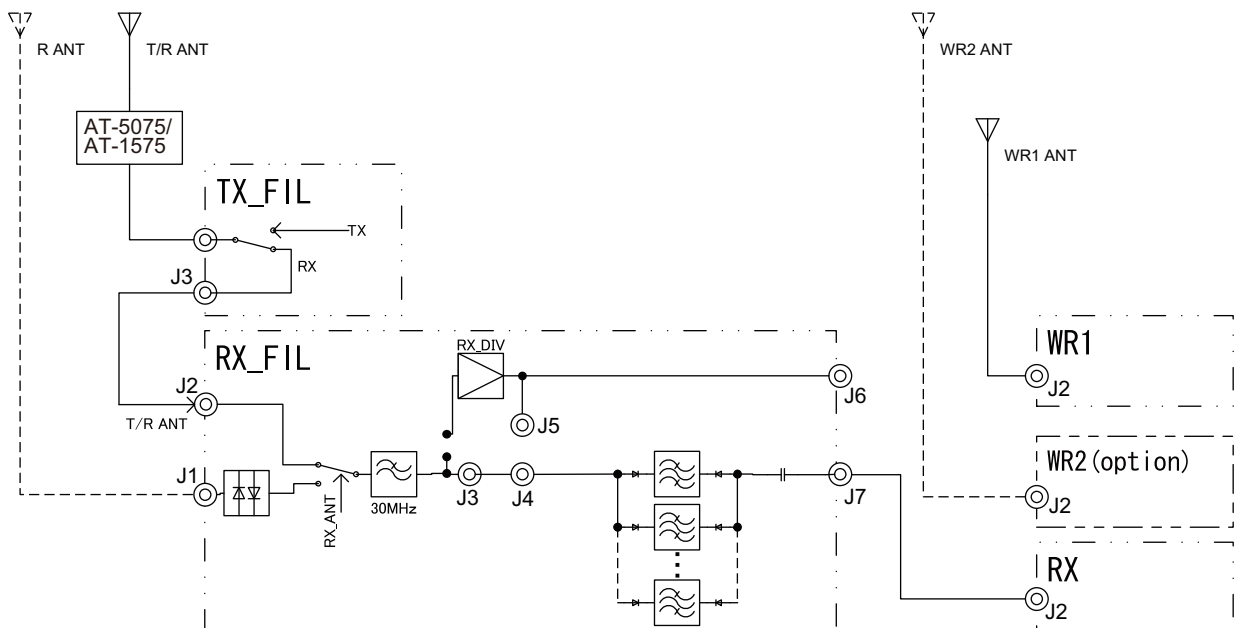 R ANT
T/R ANT
WR2 ANT
AT-5075/
AT-1575
WR1 ANT
TX_FIL
TX
RX
J3
RX_FIL
RX_DIV
WR1
J2
J6
J2
T/R ANT
J5
WR2(option)
J1
J3
J4
J7
J2
30MHz
RX_ANT
RX
J2